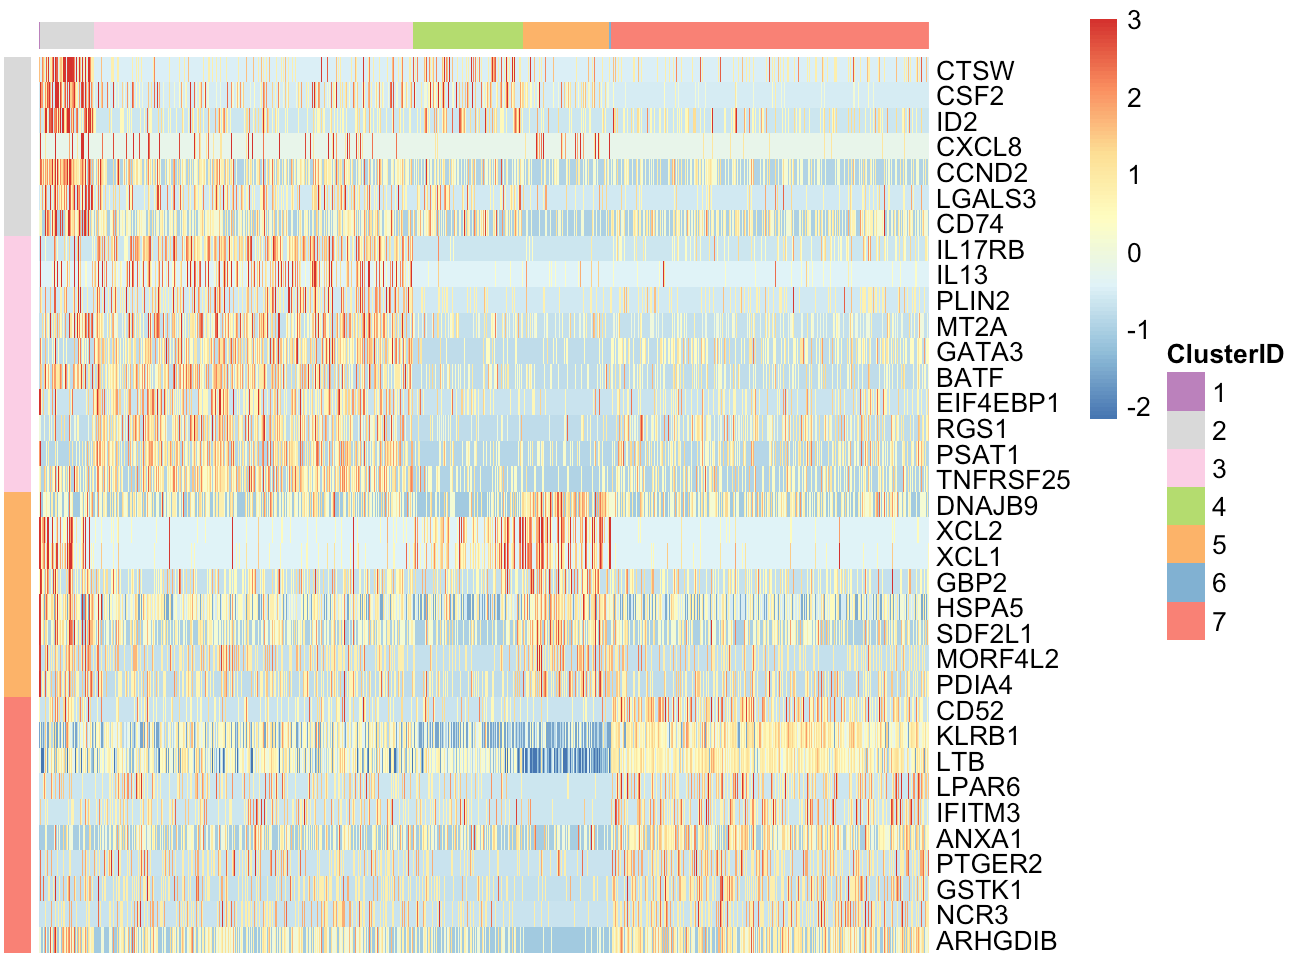 CTSW
CSF2
ID2
CXCL8
CCND2
LGALS3
CD74
IL17RB
IL13
PLIN2
MT2A
GATA3
BATF
EIF4EBP1
RGS1
PSAT1
TNFRSF25
DNAJB9
XCL2
XCL1
GBP2
HSPA5
SDF2L1
MORF4L2
PDIA4
CD52
KLRB1
LTB
LPAR6
IFITM3
ANXA1
PTGER2
GSTK1
NCR3
ARHGDIB
3
2
1
0
-1
-2
ClusterID
1
2
3
4
5
6
7